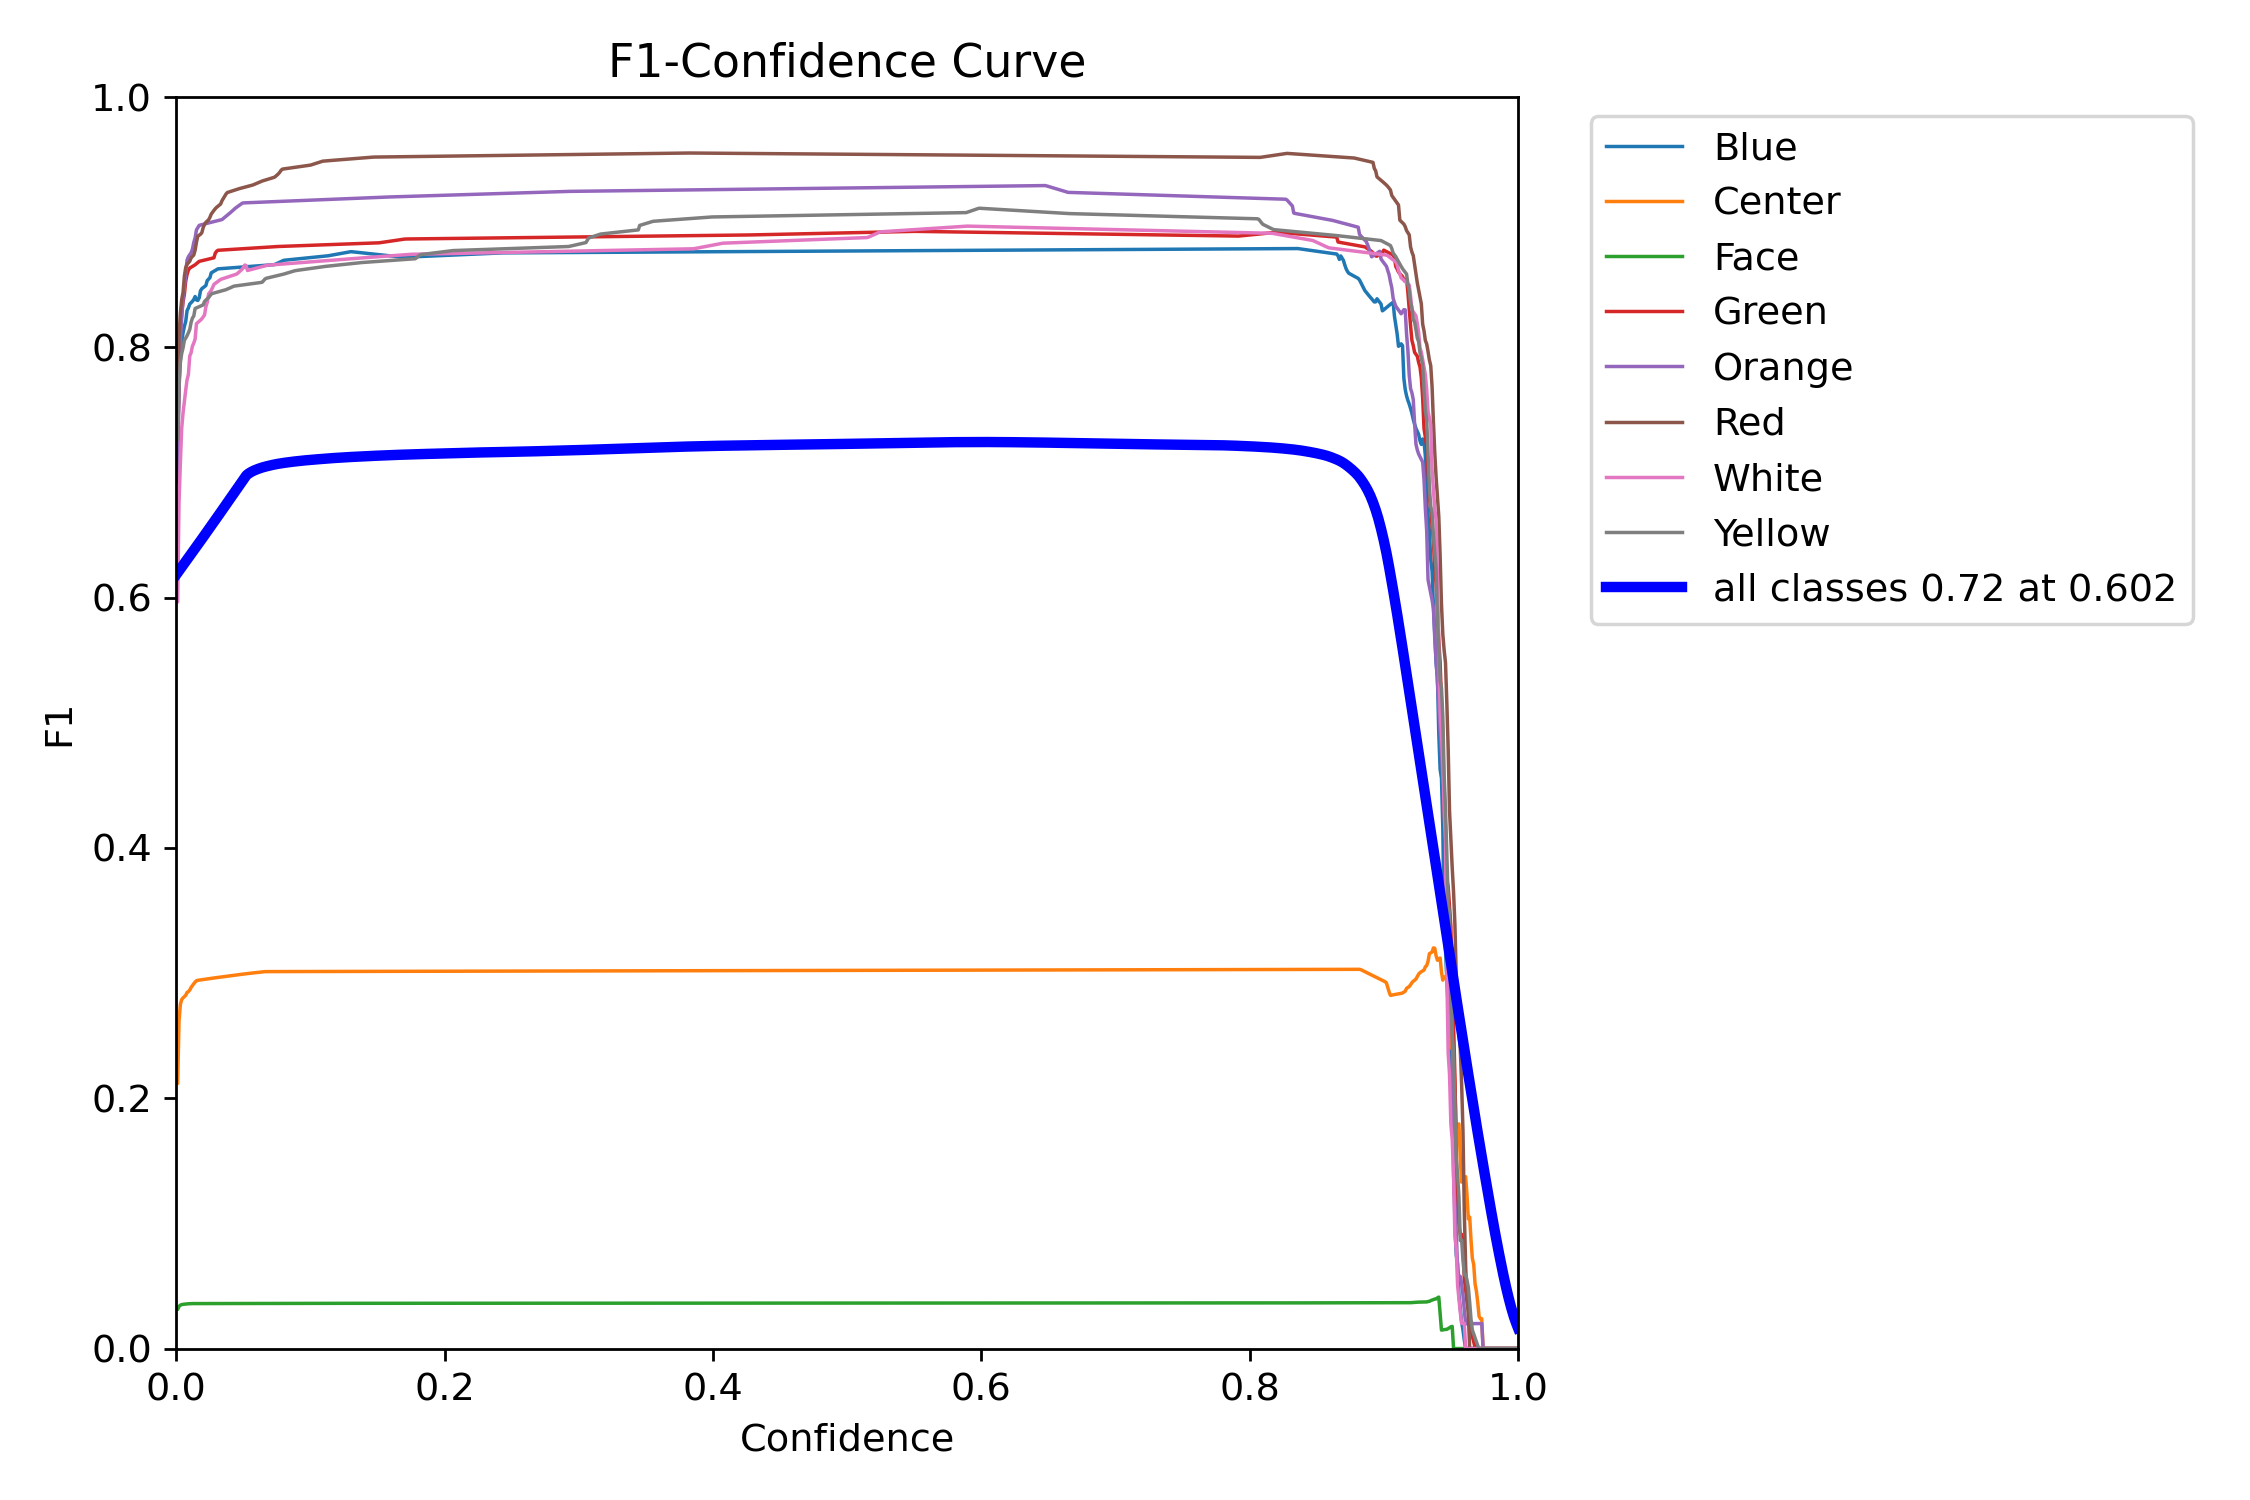 F1-Confidence Curve
1.0
0.8
0.6
0.4
0.2
0.0
F1
0.0 0.2 0.4 0.6 0.8 1.0
Confidence
Blue
Center
Face
Green
Orange
Red
White
Yellow
all classes 0.72 at 0.602